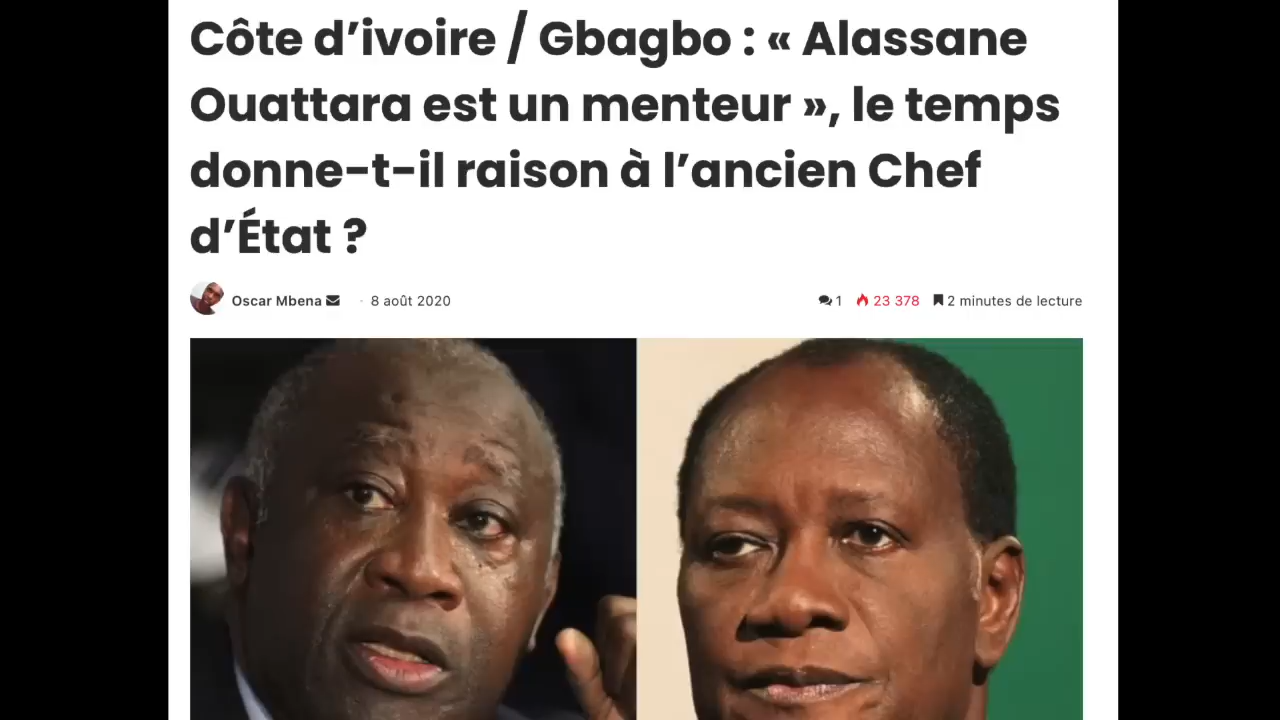 Côte d’ivoire / Gbagbo : « Alassane
Ouattara est un menteur », le temps
donne-t-il raison à l’ancien Chef
d’État ?
Oscar Mbena · 8 août 2020 1 23 378 2 minutes de lecture